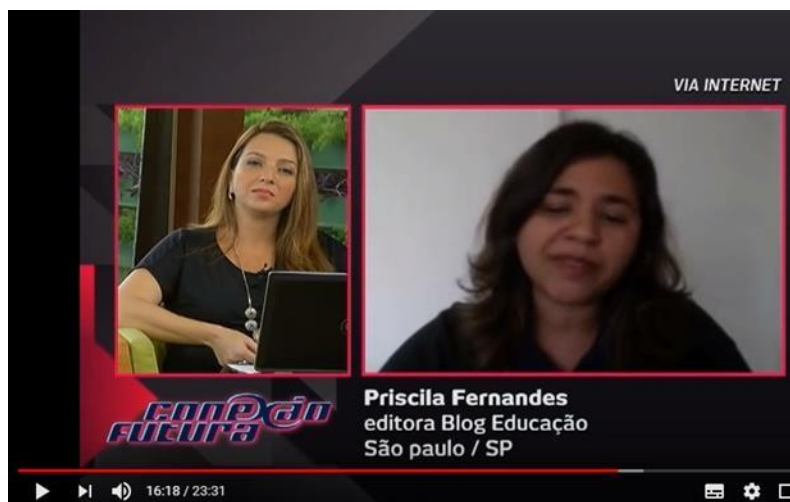 VIA INTERNET
Priscila Fernandes
editora Blog Educação
São paulo / SP
conexão
FUTURA
16:18 / 23:31